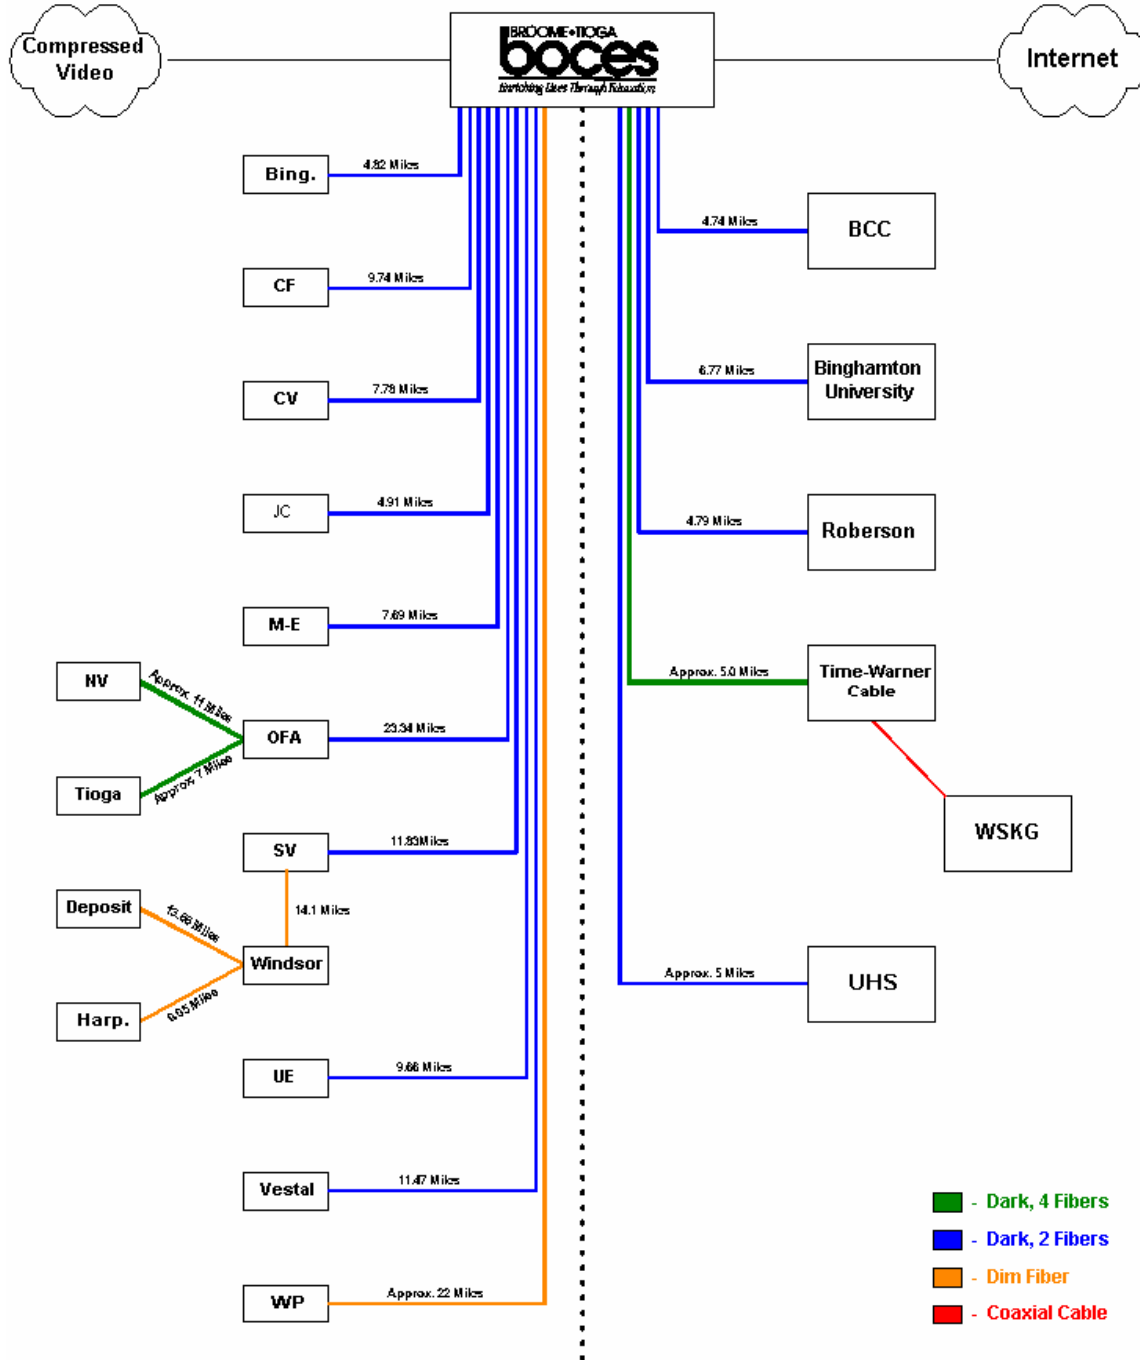 Compressed
Video
BROOME•TIOGA
boces
Enriching Lives Through Education
Internet
Bing.
4.82 Miles
4.74 Miles
BCC
CF
9.74 Miles
6.77 Miles
Binghamton
University
CV
7.78 Miles
JC
4.91 Miles
4.79 Miles
Roberson
M-E
7.69 Miles
NV
Approx. 11 Miles
OFA
23.34 Miles
Approx. 5.0 Miles
Time-Warner
Cable
Tioga
Approx. 7 Miles
SV
11.83Miles
WSKG
Deposit
13.66 Miles
14.1 Miles
Windsor
Harp.
Approx. 5 Miles
UHS
UE
9.66 Miles
Vestal
11.47 Miles
WP
Approx. 22 Miles
- Dark, 4 Fibers
- Dark, 2 Fibers
- Dim Fiber
- Coaxial Cable